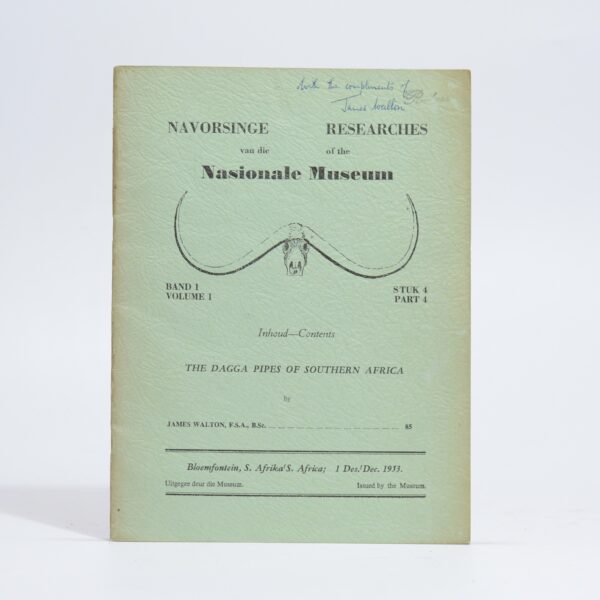 With the compliments of
James Walton
NAVORSINGE RESEARCHES
van die of the
Nasionale Museum
BAND 1 STUK 4
VOLUME 1 PART 4
Inhoud—Contents
THE DAGGA PIPES OF SOUTHERN AFRICA
by
JAMES WALTON, F.S.A., B.Sc. 85
Bloemfontein, S. Afrika/S. Africa; 1 Des./Dec. 1953.
Uitgegee deur die Museum. Issued by the Museum.